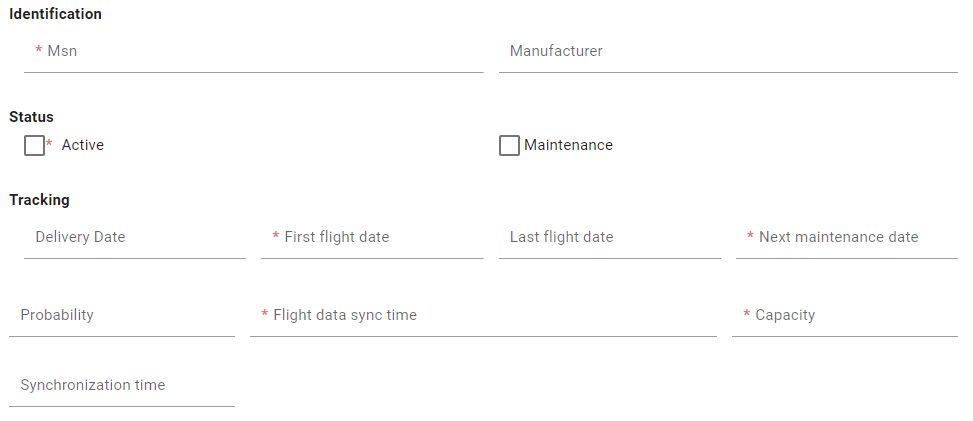 Identification
* Msn Manufacturer
Status
* Active Maintenance
Tracking
Delivery Date * First flight date Last flight date * Next maintenance date
Probability * Flight data sync time * Capacity
Synchronization time